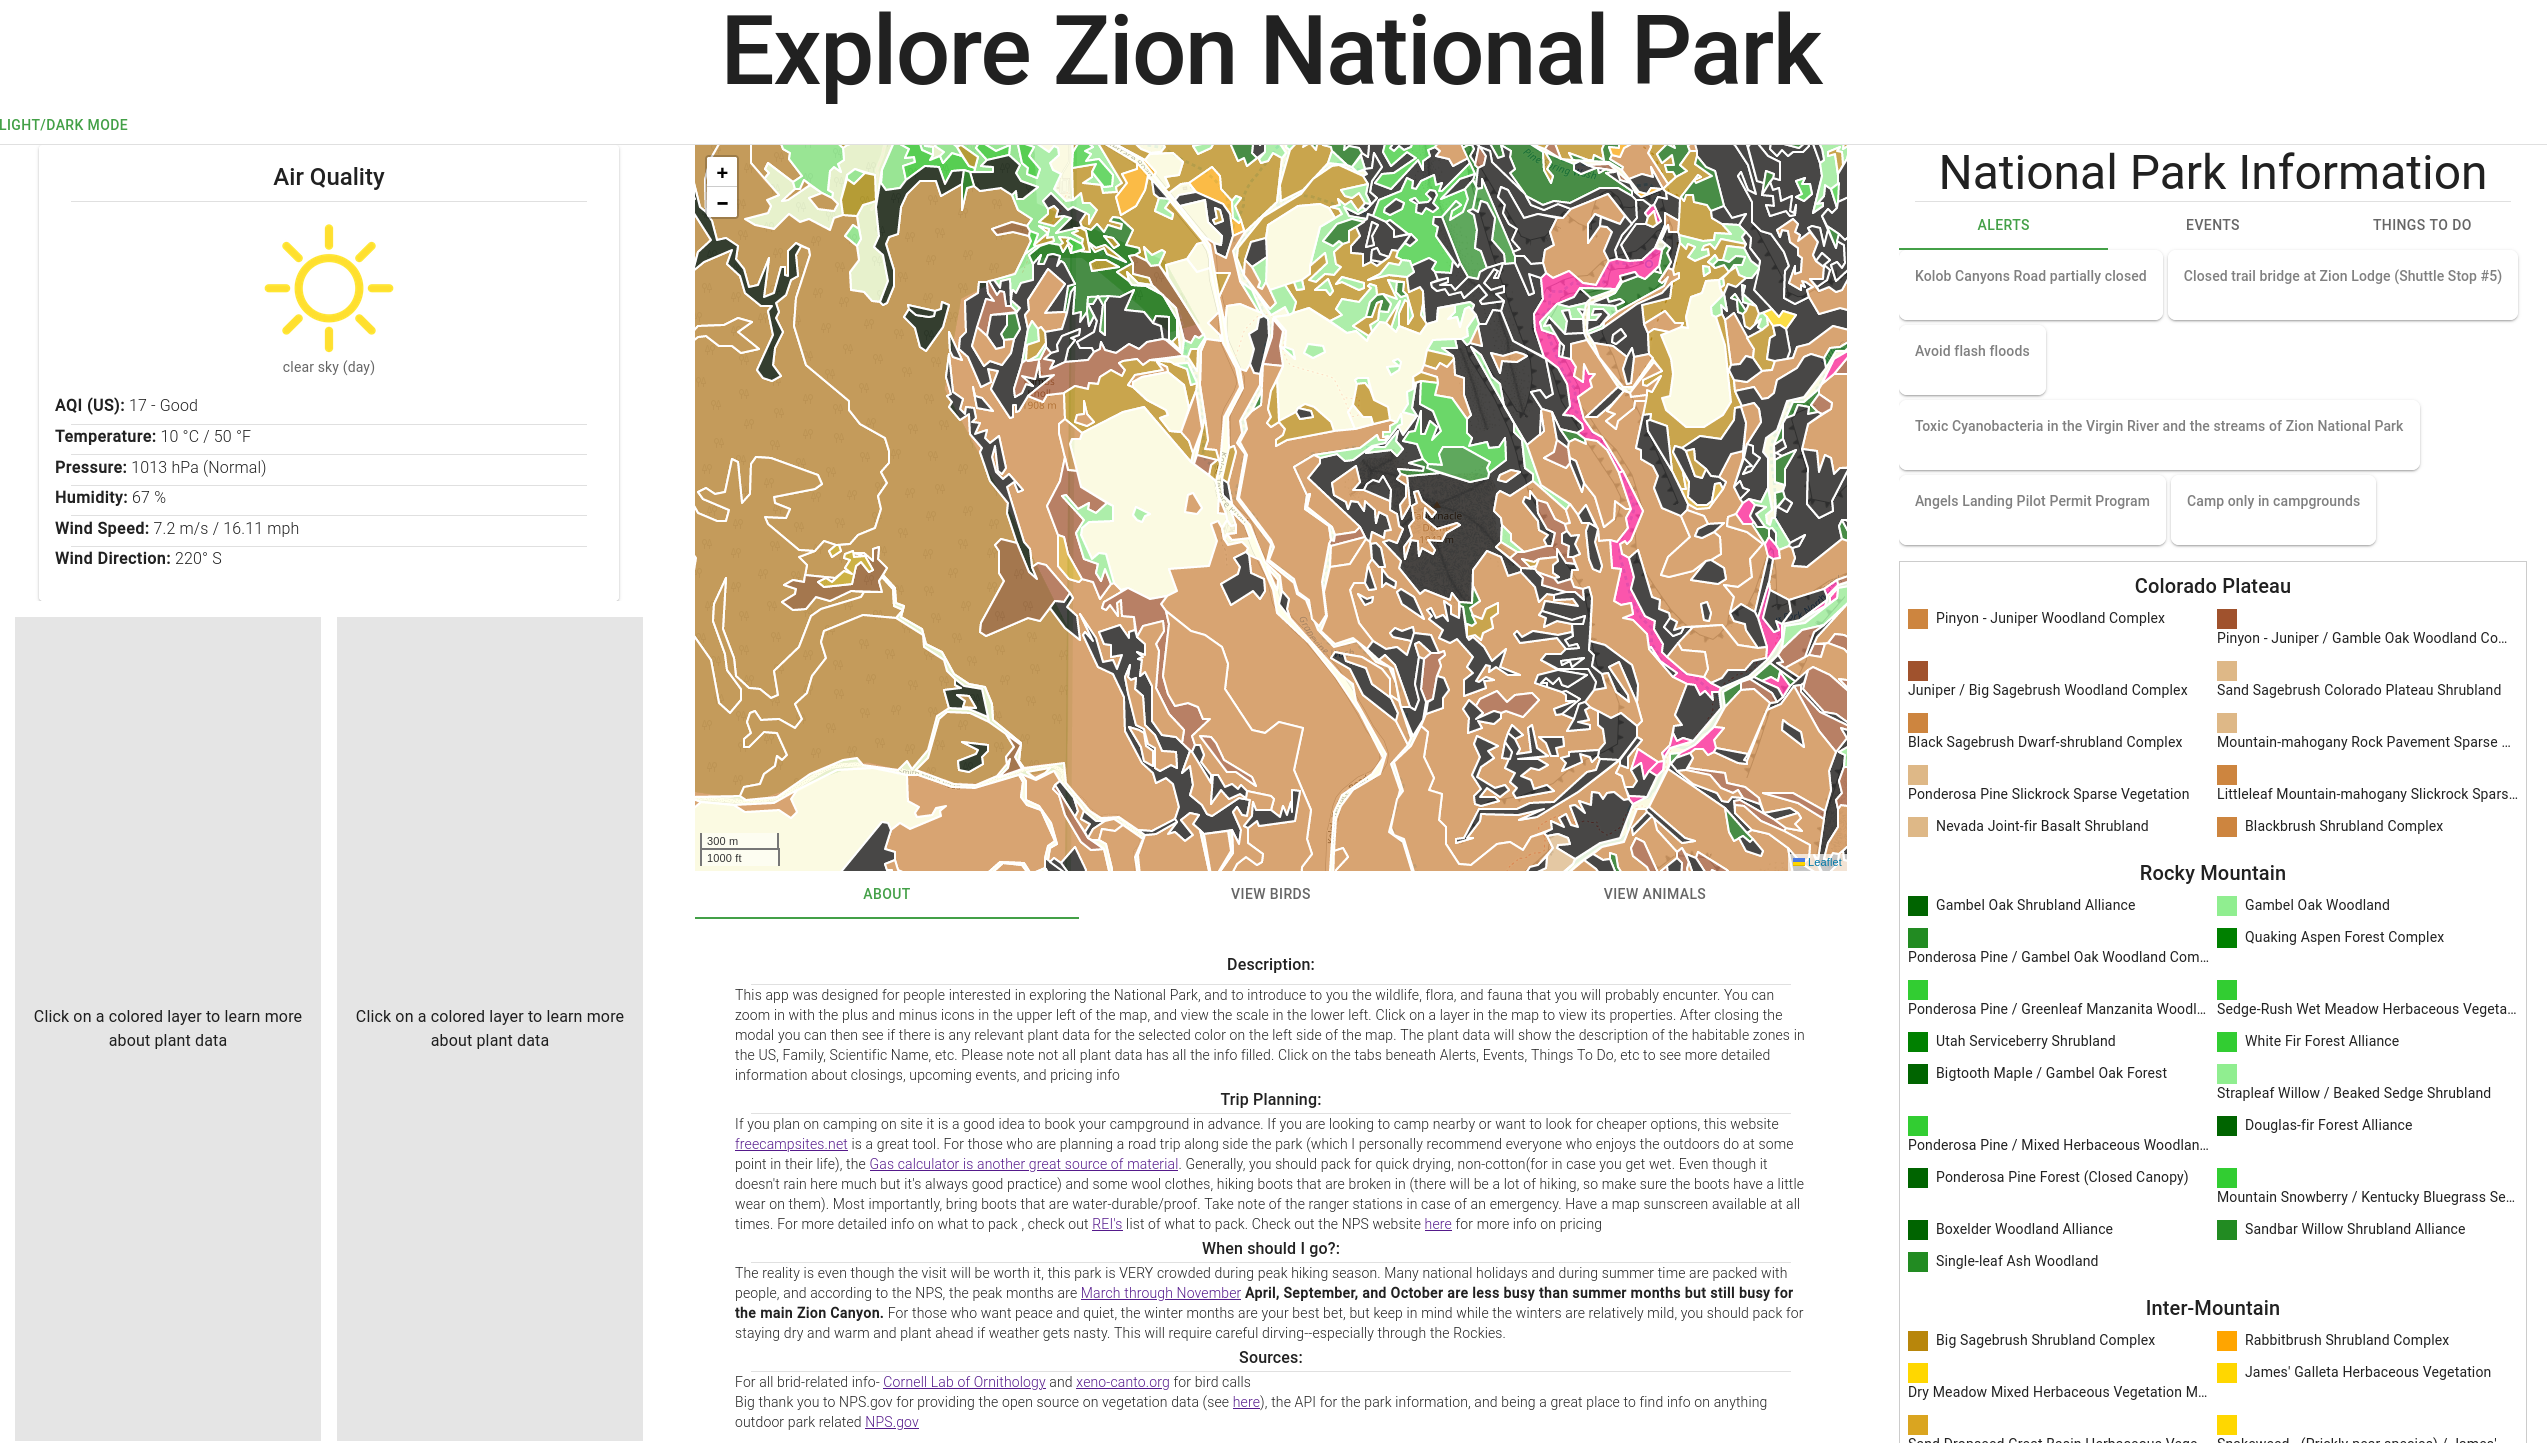 Explore Zion National Park
LIGHT/DARK MODE
Air Quality
clear sky (day)
AQI (US): 17 - Good
Temperature: 10 °C / 50 °F
Pressure: 1013 hPa (Normal)
Humidity: 67 %
Wind Speed: 7.2 m/s / 16.11 mph
Wind Direction: 220° S
Click on a colored layer to learn more
about plant data
Click on a colored layer to learn more
about plant data
+
−
300 m
1000 ft
Leaflet
ABOUT
VIEW BIRDS
VIEW ANIMALS
Description:
This app was designed for people interested in exploring the National Park, and to introduce to you the wildlife, flora, and fauna that you will probably encunter. You can
zoom in with the plus and minus icons in the upper left of the map, and view the scale in the lower left. Click on a layer in the map to view its properties. After closing the
modal you can then see if there is any relevant plant data for the selected color on the left side of the map. The plant data will show the description of the habitable zones in
the US, Family, Scientific Name, etc. Please note not all plant data has all the info filled. Click on the tabs beneath Alerts, Events, Things To Do, etc to see more detailed
information about closings, upcoming events, and pricing info
Trip Planning:
If you plan on camping on site it is a good idea to book your campground in advance. If you are looking to camp nearby or want to look for cheaper options, this website
freecampsites.net is a great tool. For those who are planning a road trip along side the park (which I personally recommend everyone who enjoys the outdoors do at some
point in their life), the Gas calculator is another great source of material. Generally, you should pack for quick drying, non-cotton(for in case you get wet. Even though it
doesn't rain here much but it's always good practice) and some wool clothes, hiking boots that are broken in (there will be a lot of hiking, so make sure the boots have a little
wear on them). Most importantly, bring boots that are water-durable/proof. Take note of the ranger stations in case of an emergency. Have a map sunscreen available at all
times. For more detailed info on what to pack , check out REI's list of what to pack. Check out the NPS website here for more info on pricing
When should I go?:
The reality is even though the visit will be worth it, this park is VERY crowded during peak hiking season. Many national holidays and during summer time are packed with
people, and according to the NPS, the peak months are March through November April, September, and October are less busy than summer months but still busy for
the main Zion Canyon. For those who want peace and quiet, the winter months are your best bet, but keep in mind while the winters are relatively mild, you should pack for
staying dry and warm and plant ahead if weather gets nasty. This will require careful dirving--especially through the Rockies.
Sources:
For all brid-related info- Cornell Lab of Ornithology and xeno-canto.org for bird calls
Big thank you to NPS.gov for providing the open source on vegetation data (see here), the API for the park information, and being a great place to find info on anything
outdoor park related NPS.gov
National Park Information
ALERTS
EVENTS
THINGS TO DO
Kolob Canyons Road partially closed
Closed trail bridge at Zion Lodge (Shuttle Stop #5)
Avoid flash floods
Toxic Cyanobacteria in the Virgin River and the streams of Zion National Park
Angels Landing Pilot Permit Program
Camp only in campgrounds
Colorado Plateau
Pinyon - Juniper Woodland Complex
Pinyon - Juniper / Gamble Oak Woodland Co...
Juniper / Big Sagebrush Woodland Complex
Sand Sagebrush Colorado Plateau Shrubland
Black Sagebrush Dwarf-shrubland Complex
Mountain-mahogany Rock Pavement Sparse ...
Ponderosa Pine Slickrock Sparse Vegetation
Littleleaf Mountain-mahogany Slickrock Spars...
Nevada Joint-fir Basalt Shrubland
Blackbrush Shrubland Complex
Rocky Mountain
Gambel Oak Shrubland Alliance
Gambel Oak Woodland
Quaking Aspen Forest Complex
Ponderosa Pine / Gambel Oak Woodland Com...
Ponderosa Pine / Greenleaf Manzanita Woodl...
Sedge-Rush Wet Meadow Herbaceous Vegeta...
Utah Serviceberry Shrubland
White Fir Forest Alliance
Bigtooth Maple / Gambel Oak Forest
Strapleaf Willow / Beaked Sedge Shrubland
Ponderosa Pine / Mixed Herbaceous Woodlan...
Douglas-fir Forest Alliance
Ponderosa Pine Forest (Closed Canopy)
Mountain Snowberry / Kentucky Bluegrass Se...
Boxelder Woodland Alliance
Sandbar Willow Shrubland Alliance
Single-leaf Ash Woodland
Inter-Mountain
Big Sagebrush Shrubland Complex
Rabbitbrush Shrubland Complex
James' Galleta Herbaceous Vegetation
Dry Meadow Mixed Herbaceous Vegetation M...